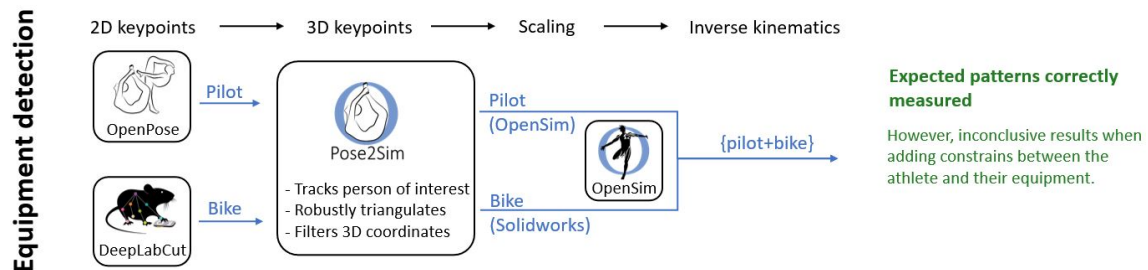 Equipment detection
2D keypoints
3D keypoints
Scaling
Inverse kinematics
OpenPose
Pilot
DeepLabCut
Bike
Pose2Sim
- Tracks person of interest
- Robustly triangulates
- Filters 3D coordinates
Pilot
(OpenSim)
Bike
(Solidworks)
OpenSim
{pilot+bike}
Expected patterns correctly
measured
However, inconclusive results when
adding constrains between the
athlete and their equipment.